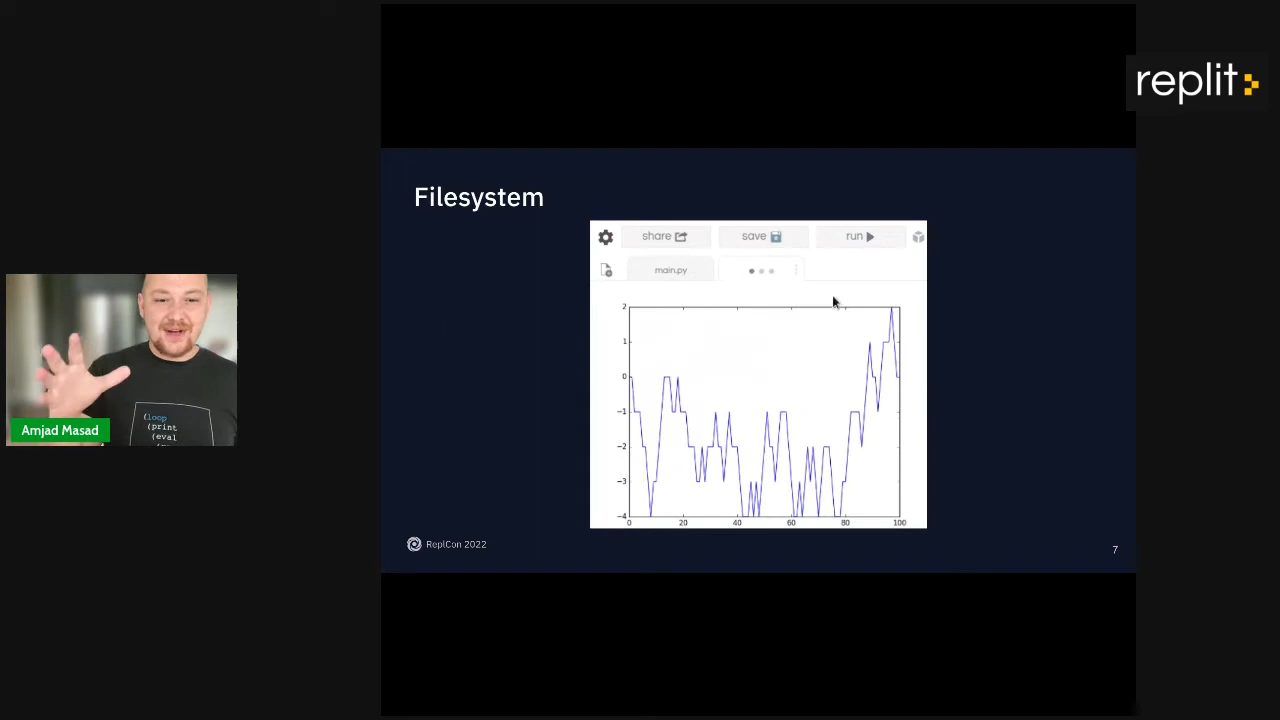 replit
Filesystem
share
save
run
main.py
2
1
0
−1
−2
−3
−4
0 20 40 60 80 100
(loop
(print
(eval
Amjad Masad
ReplCon 2022
7